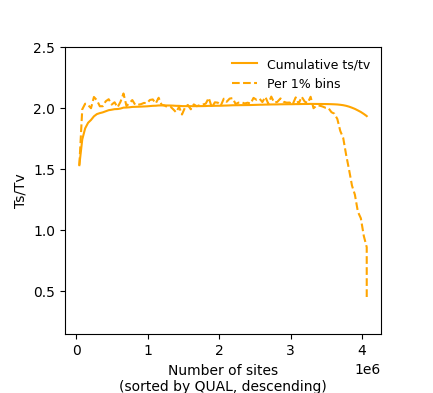 2.5
2.0
1.5
1.0
0.5
Ts/Tv
Cumulative ts/tv
Per 1% bins
0
1
2
3
4
1e6
Number of sites
(sorted by QUAL, descending)